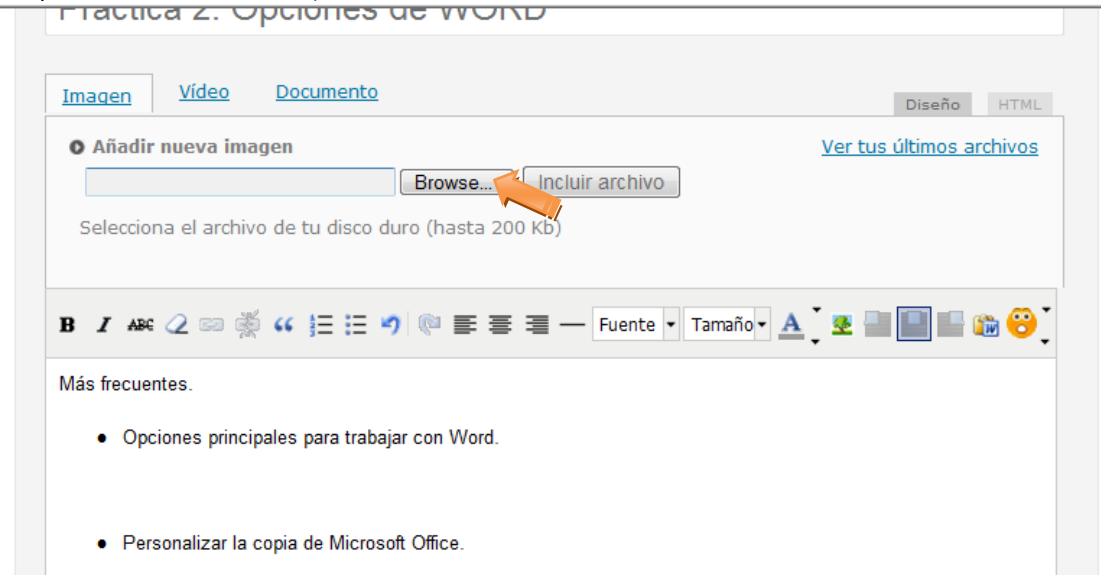 Práctica 2: Opciones de WORD
Imagen Vídeo Documento
Diseño HTML
Añadir nueva imagen Ver tus últimos archivos
Browse... Incluir archivo
Selecciona el archivo de tu disco duro (hasta 200 Kb)
B I ABC Fuente Tamaño A
Más frecuentes.
• Opciones principales para trabajar con Word.
• Personalizar la copia de Microsoft Office.